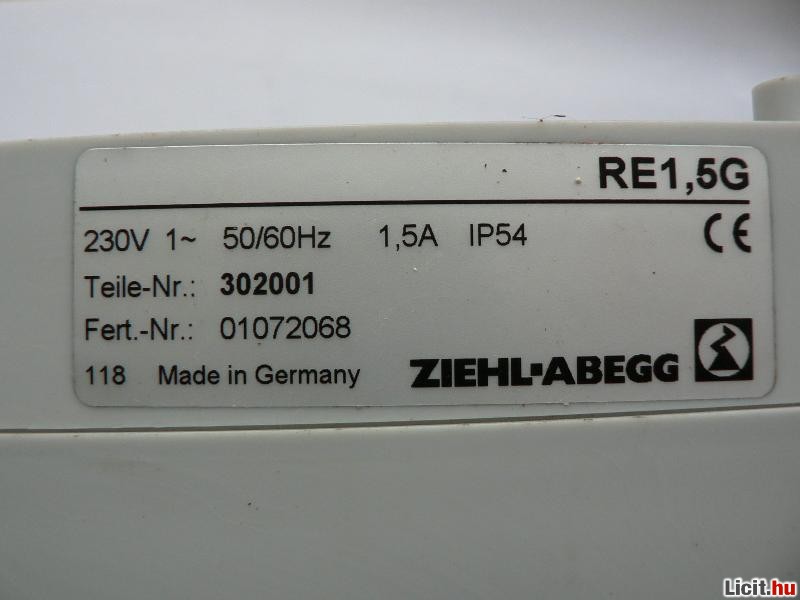 RE1,5G
230V 1~ 50/60Hz 1,5A IP54 CE
Teile-Nr.: 302001
Fert.-Nr.: 01072068
118 Made in Germany ZIEHL-ABEGG
Licit.hu